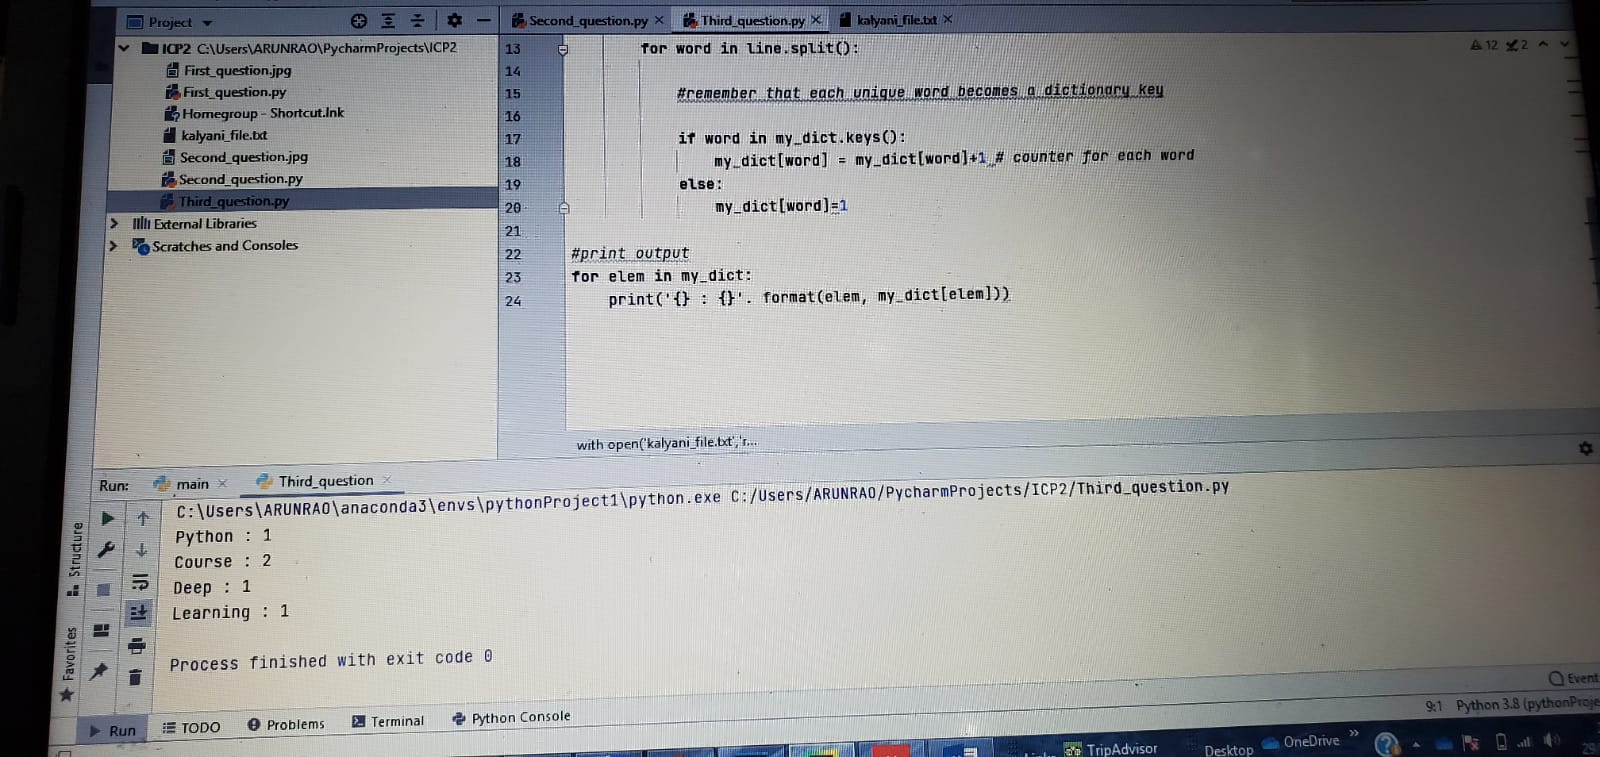 Project
ICP2 C:\Users\ARUNRAO\PycharmProjects\ICP2
First_question.jpg
First_question.py
Homegroup - Shortcut.lnk
kalyani_file.txt
Second_question.jpg
Second_question.py
Third_question.py
External Libraries
Scratches and Consoles
Second_question.py Third_question.py kalyani_file.txt
12 2
13 for word in line.split():
14
15 #remember that each unique word becomes a dictionary key
16
17 if word in my_dict.keys():
18 my_dict[word] = my_dict[word]+1 # counter for each word
19 else:
20 my_dict[word]=1
21
22 #print output
23 for elem in my_dict:
24 print('{} : {}'. format(elem, my_dict[elem]))
with open('kalyani_file.txt','r...
Run: main Third_question
C:\Users\ARUNRAO\anaconda3\envs\pythonProject1\python.exe C:/Users/ARUNRAO/PycharmProjects/ICP2/Third_question.py
Python : 1
Course : 2
Deep : 1
Learning : 1
Process finished with exit code 0
Structure
Favorites
Run TODO Problems Terminal Python Console
Event
9:1 Python 3.8 (pythonProje
TripAdvisor Desktop OneDrive
29